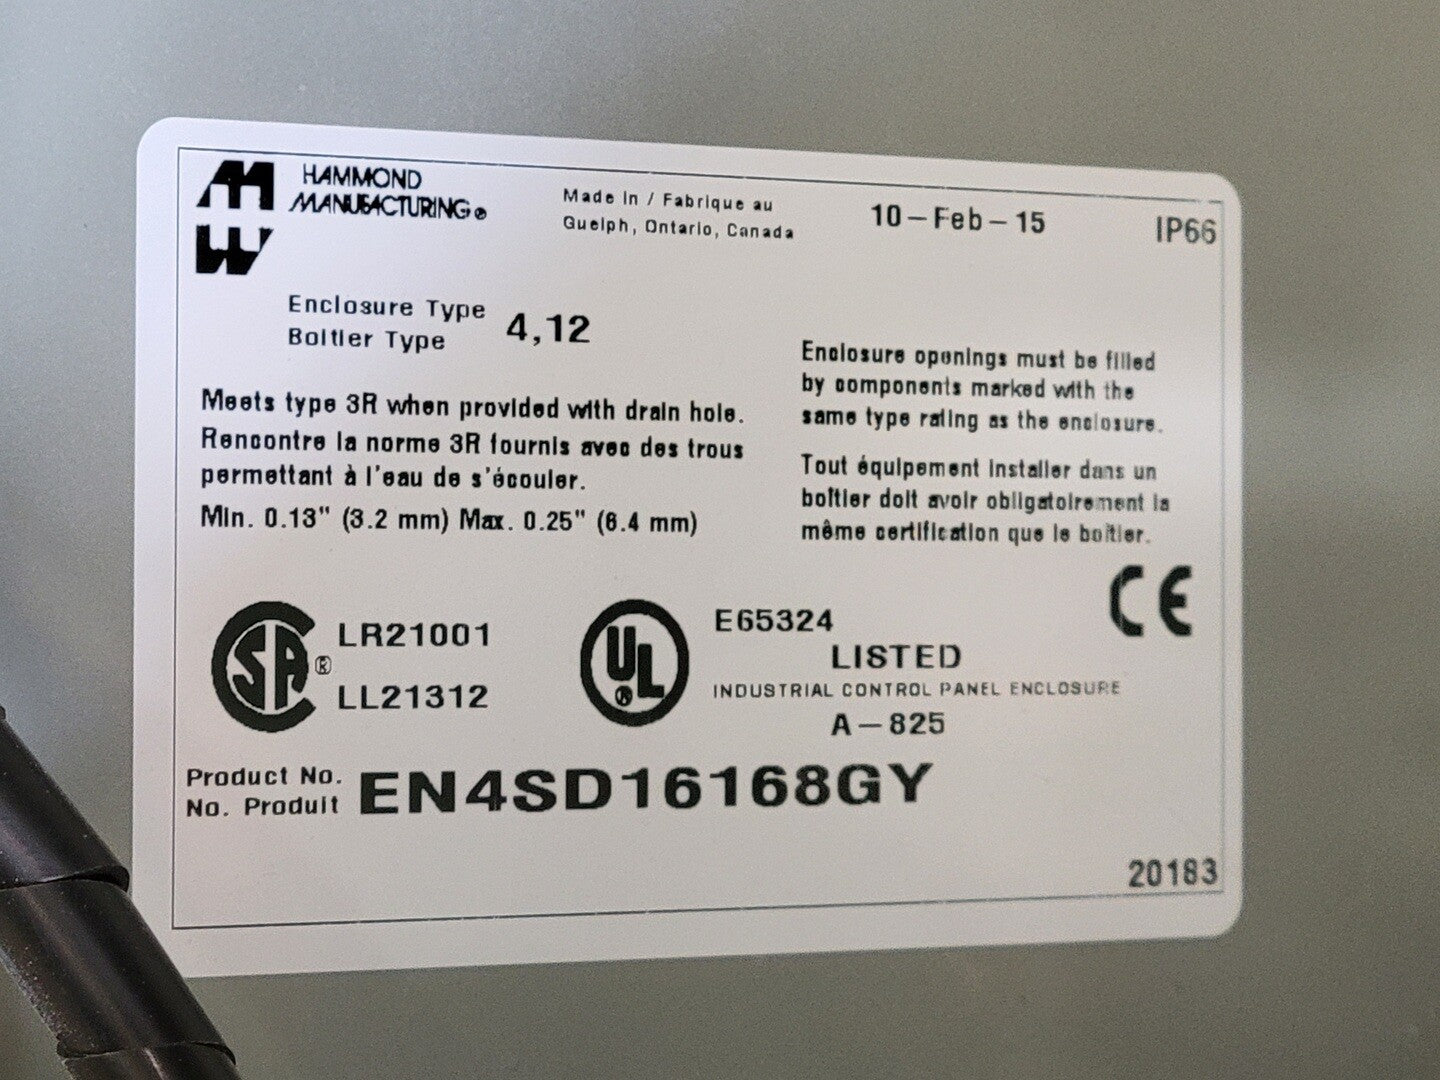 HAMMOND
MANUFACTURING®
Made in / Fabrique au
Guelph, Ontario, Canada
10-Feb-15
IP66
Enclosure Type
Boîtier Type
4,12
Meets type 3R when provided with drain hole.
Rencontre la norme 3R fournis avec des trous
permettant à l'eau de s'écouler.
Min. 0.13" (3.2 mm) Max. 0.25" (6.4 mm)
Enclosure openings must be filled
by components marked with the
same type rating as the enclosure.
Tout équipement installer dans un
boîtier doit avoir obligatoirement la
même certification que le boîtier.
CE
CSA®
LR21001
LL21312
UL®
E65324
LISTED
INDUSTRIAL CONTROL PANEL ENCLOSURE
A-825
Product No.
No. Produit
EN4SD16168GY
20183